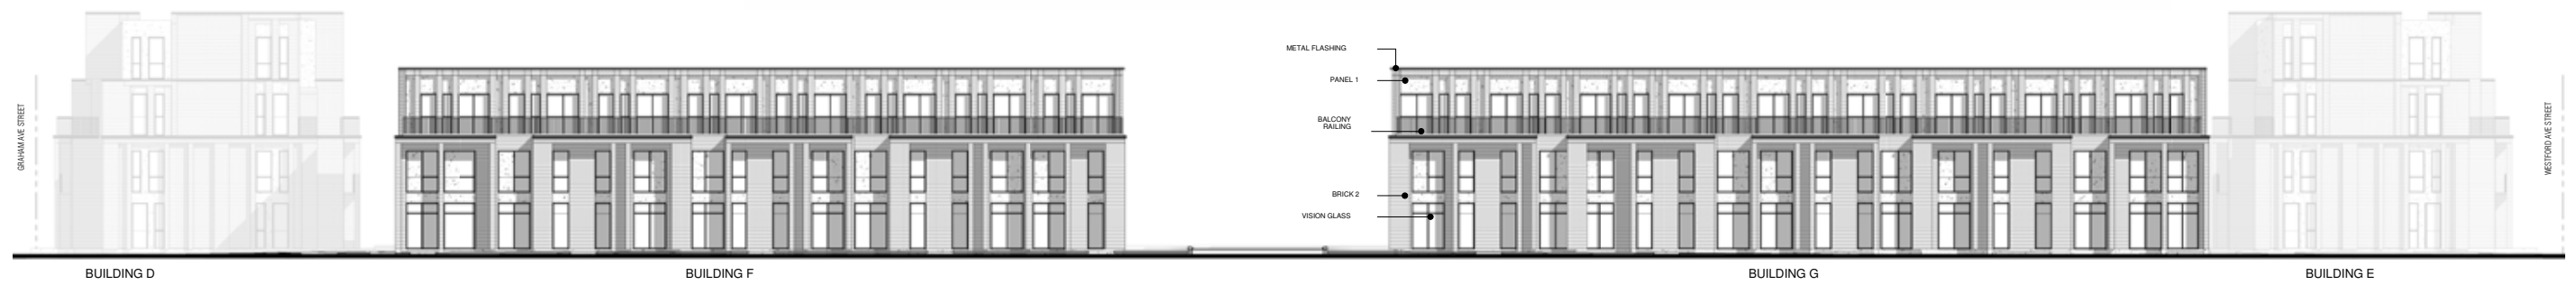 METAL FLASHING
PANEL 1
BALCONY
RAILING
BRICK 2
VISION GLASS
GRAHAM AVE STREET
WESTFORD AVE STREET
BUILDING D
BUILDING F
BUILDING G
BUILDING E